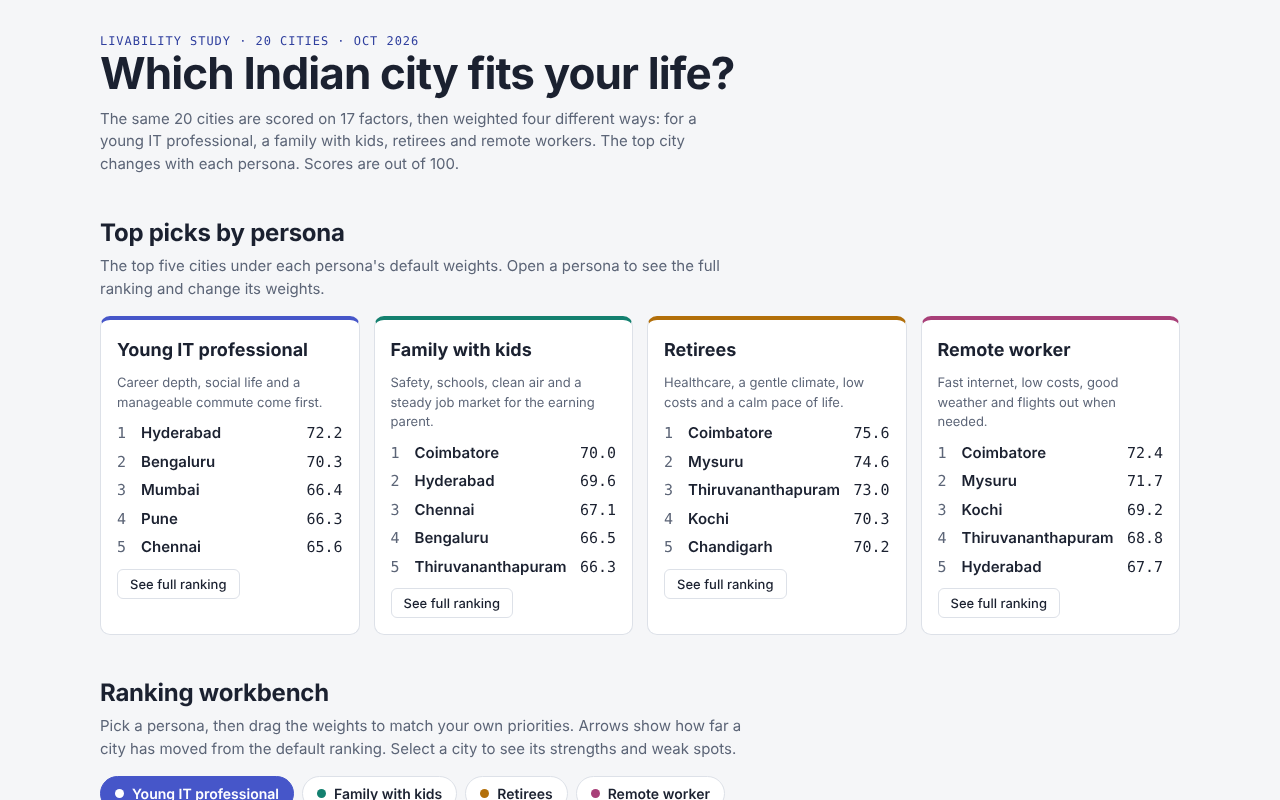 LIVABILITY STUDY · 20 CITIES · OCT 2026
Which Indian city fits your life?
The same 20 cities are scored on 17 factors, then weighted four different ways: for a
young IT professional, a family with kids, retirees and remote workers. The top city
changes with each persona. Scores are out of 100.
Top picks by persona
The top five cities under each persona's default weights. Open a persona to see the full
ranking and change its weights.
Young IT professional
Career depth, social life and a
manageable commute come first.
1 Hyderabad 72.2
2 Bengaluru 70.3
3 Mumbai 66.4
4 Pune 66.3
5 Chennai 65.6
See full ranking
Family with kids
Safety, schools, clean air and a
steady job market for the earning
parent.
1 Coimbatore 70.0
2 Hyderabad 69.6
3 Chennai 67.1
4 Bengaluru 66.5
5 Thiruvananthapuram 66.3
See full ranking
Retirees
Healthcare, a gentle climate, low
costs and a calm pace of life.
1 Coimbatore 75.6
2 Mysuru 74.6
3 Thiruvananthapuram 73.0
4 Kochi 70.3
5 Chandigarh 70.2
See full ranking
Remote worker
Fast internet, low costs, good
weather and flights out when
needed.
1 Coimbatore 72.4
2 Mysuru 71.7
3 Kochi 69.2
4 Thiruvananthapuram 68.8
5 Hyderabad 67.7
See full ranking
Ranking workbench
Pick a persona, then drag the weights to match your own priorities. Arrows show how far a
city has moved from the default ranking. Select a city to see its strengths and weak spots.
Young IT professional
Family with kids
Retirees
Remote worker